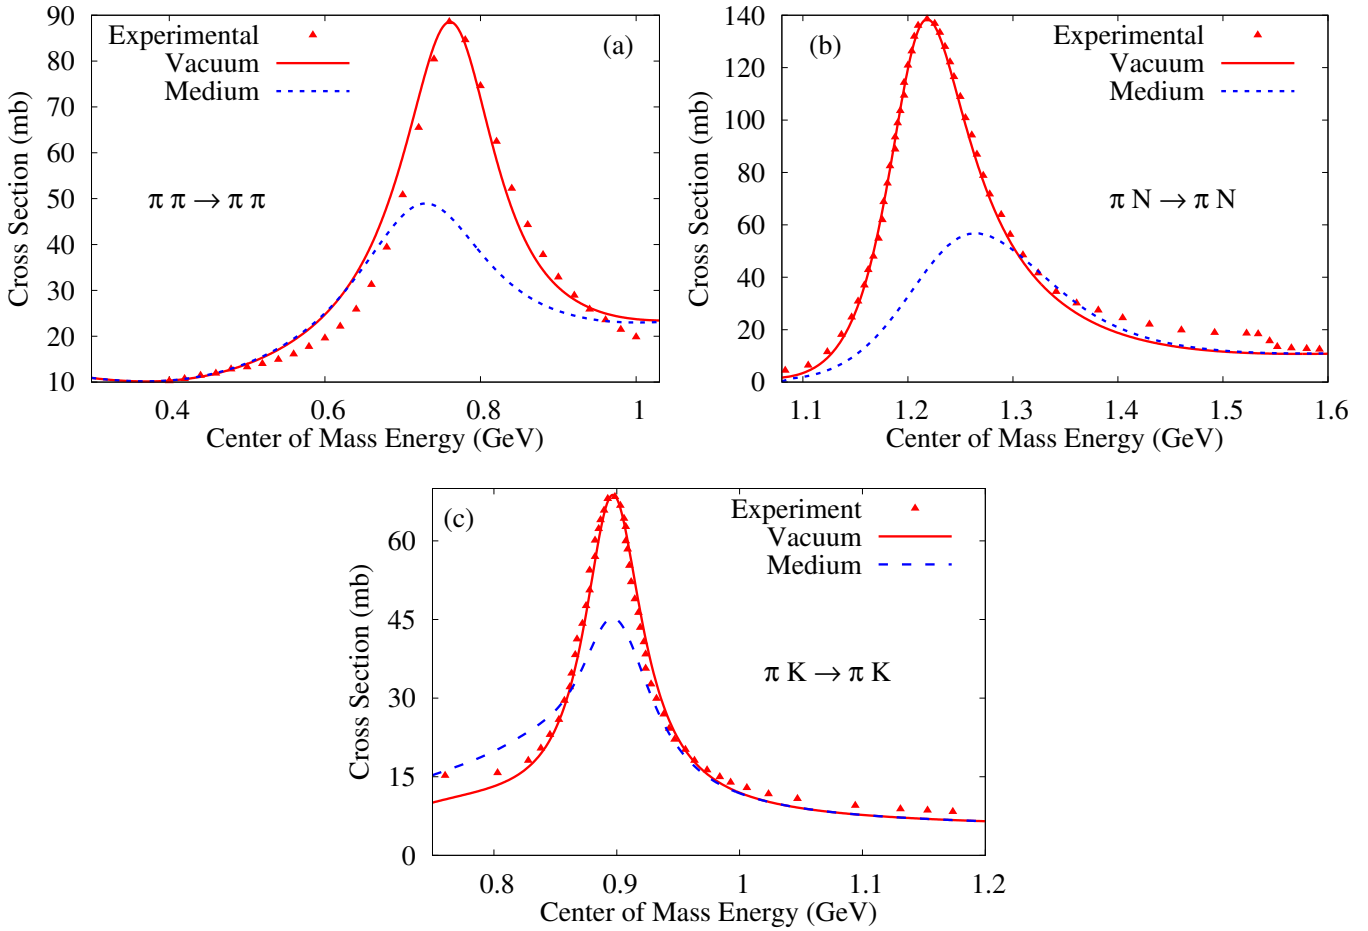 (a)
Experimental
Vacuum
Medium
π π → π π
Cross Section (mb)
90
80
70
60
50
40
30
20
10
0.4
0.6
0.8
1
Center of Mass Energy (GeV)
(b)
Experimental
Vacuum
Medium
π N → π N
Cross Section (mb)
140
120
100
80
60
40
20
0
1.1
1.2
1.3
1.4
1.5
1.6
Center of Mass Energy (GeV)
(c)
Experiment
Vacuum
Medium
π K → π K
Cross Section (mb)
60
45
30
15
0
0.8
0.9
1
1.1
1.2
Center of Mass Energy (GeV)